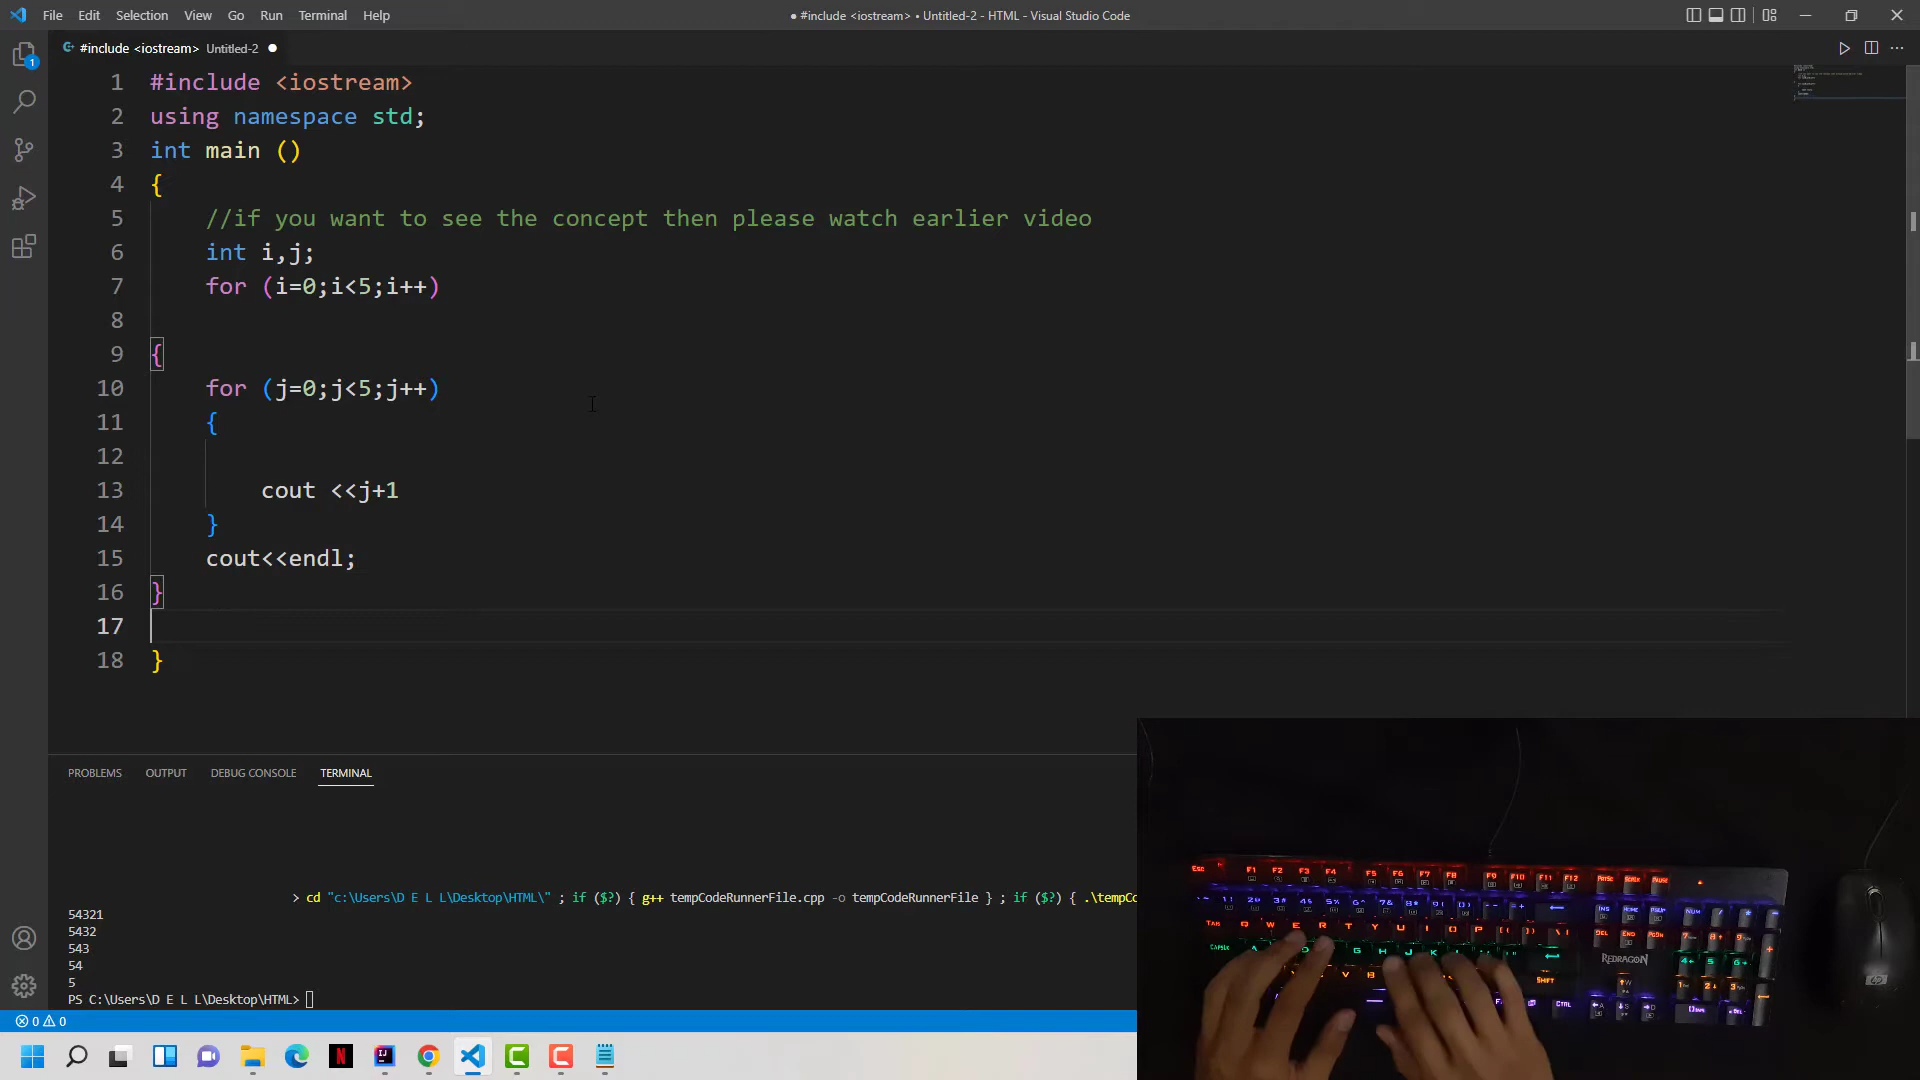 File Edit Selection View Go Run Terminal Help
● #include <iostream> • Untitled-2 - HTML - Visual Studio Code
#include <iostream> Untitled-2 ●
1 #include <iostream>
2 using namespace std;
3 int main ()
4 {
5 //if you want to see the concept then please watch earlier video
6 int i,j;
7 for (i=0;i<5;i++)
8
9 {
10 for (j=0;j<5;j++)
11 {
12
13 cout <<j+1
14 }
15 cout<<endl;
16 }
17
18 }
PROBLEMS OUTPUT DEBUG CONSOLE TERMINAL
> cd "c:\Users\D E L L\Desktop\HTML\" ; if ($?) { g++ tempCodeRunnerFile.cpp -o tempCodeRunnerFile } ; if ($?) { .\tempCo
54321
5432
543
54
5
PS C:\Users\D E L L\Desktop\HTML>
0 0
REDRAGON